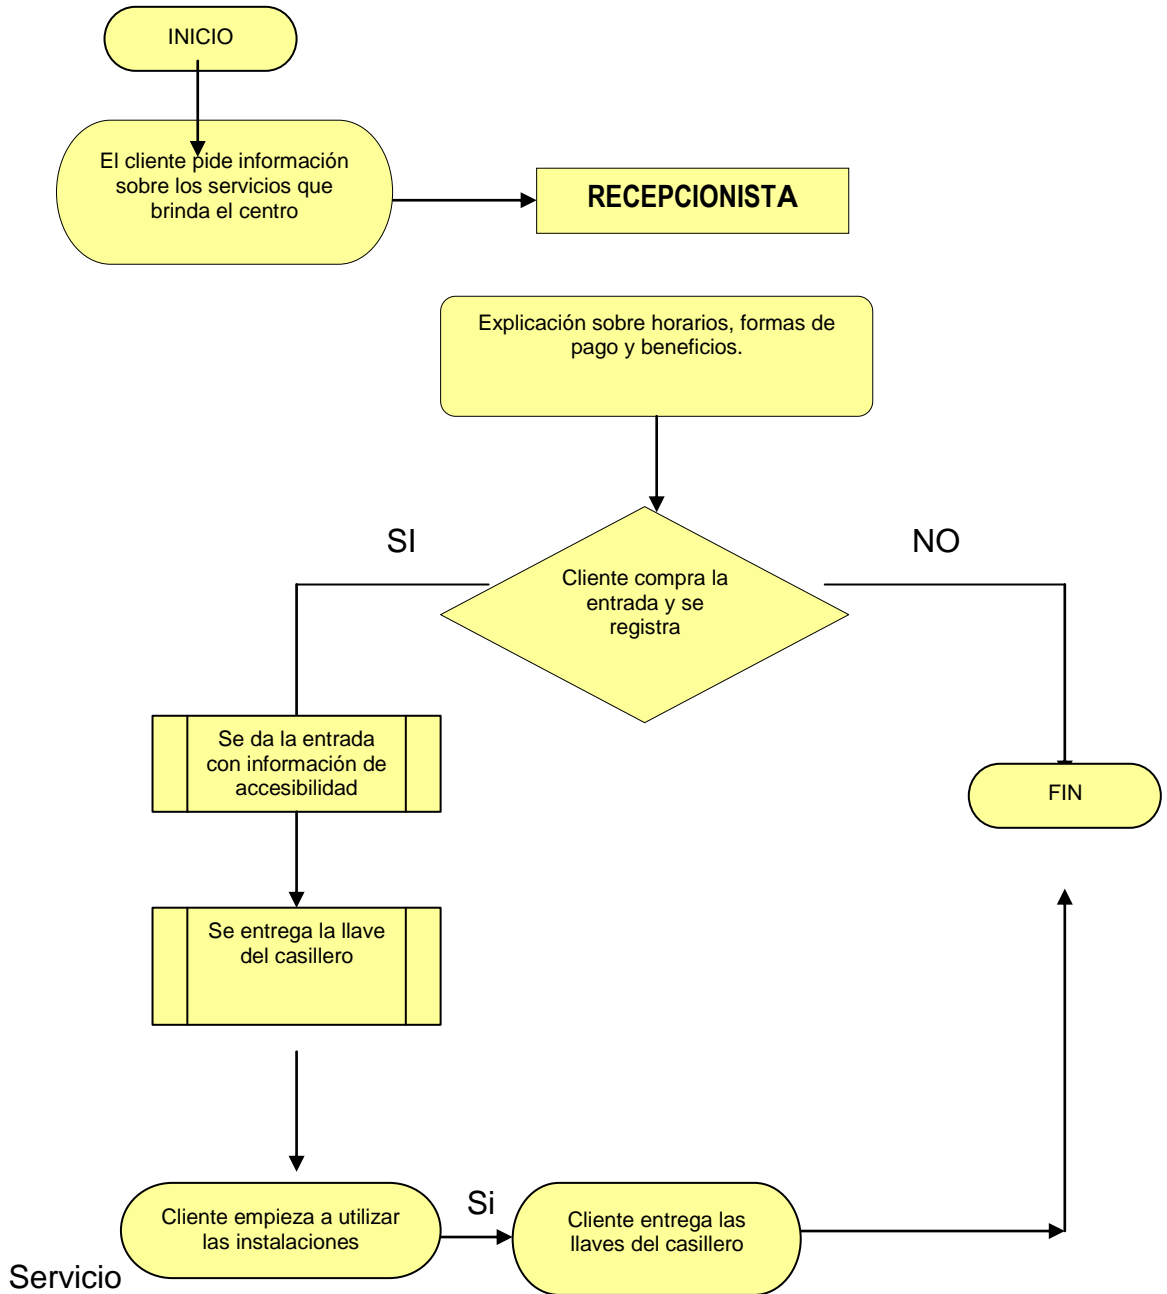 INICIO
El cliente pide información
sobre los servicios que
brinda el centro
RECEPCIONISTA
Explicación sobre horarios, formas de
pago y beneficios.
SI
NO
Cliente compra la
entrada y se
registra
Se da la entrada
con información de
accesibilidad
FIN
Se entrega la llave
del casillero
Cliente empieza a utilizar
las instalaciones
Si
Cliente entrega las
llaves del casillero
Servicio